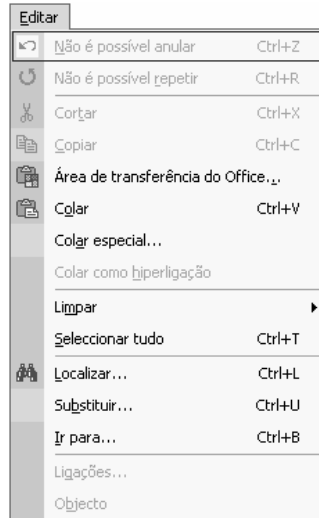 Editar
Não é possível anular Ctrl+Z
Não é possível repetir Ctrl+R
Cortar Ctrl+X
Copiar Ctrl+C
Área de transferência do Office...
Colar Ctrl+V
Colar especial...
Colar como hiperligação
Limpar
Seleccionar tudo Ctrl+T
Localizar... Ctrl+L
Substituir... Ctrl+U
Ir para... Ctrl+B
Ligações...
Objecto